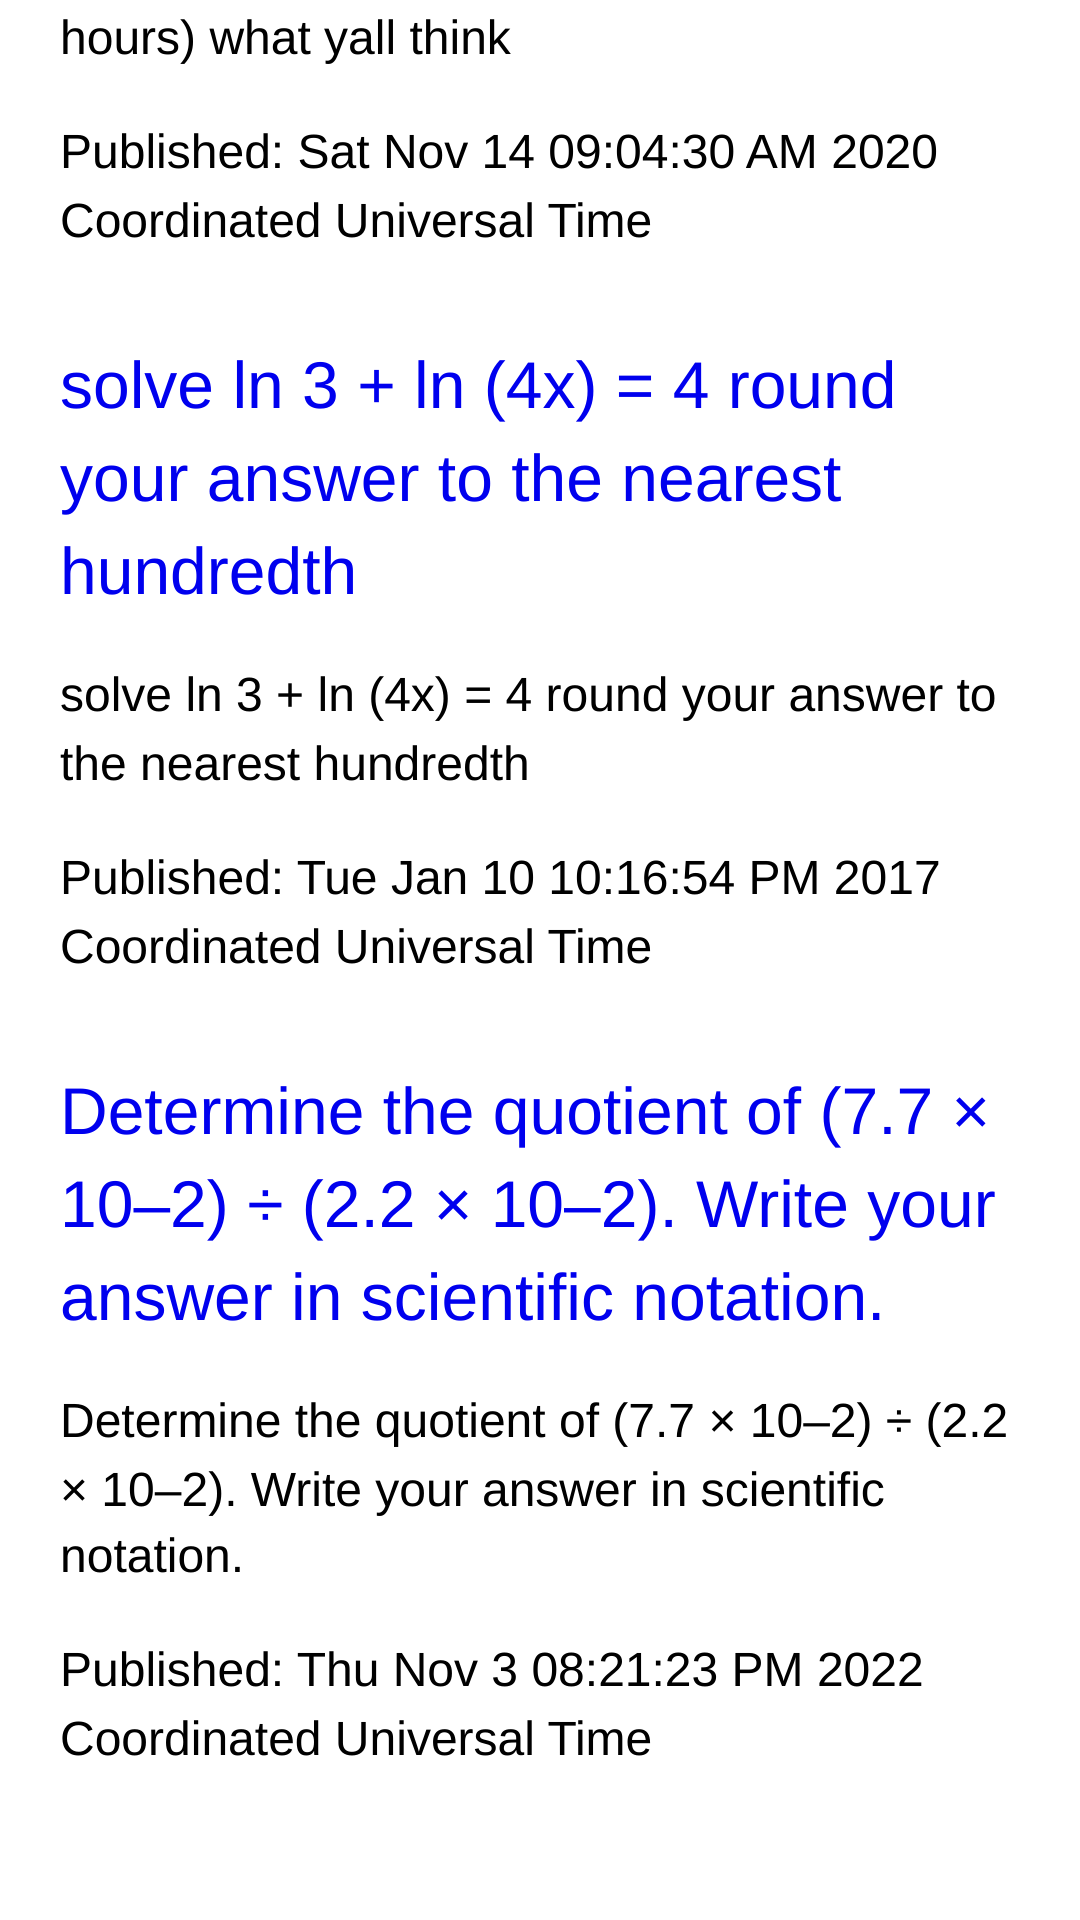 hours) what yall think
Published: Sat Nov 14 09:04:30 AM 2020
Coordinated Universal Time
solve ln 3 + ln (4x) = 4 round
your answer to the nearest
hundredth
solve ln 3 + ln (4x) = 4 round your answer to
the nearest hundredth
Published: Tue Jan 10 10:16:54 PM 2017
Coordinated Universal Time
Determine the quotient of (7.7 ×
10–2) ÷ (2.2 × 10–2). Write your
answer in scientific notation.
Determine the quotient of (7.7 × 10–2) ÷ (2.2
× 10–2). Write your answer in scientific
notation.
Published: Thu Nov 3 08:21:23 PM 2022
Coordinated Universal Time